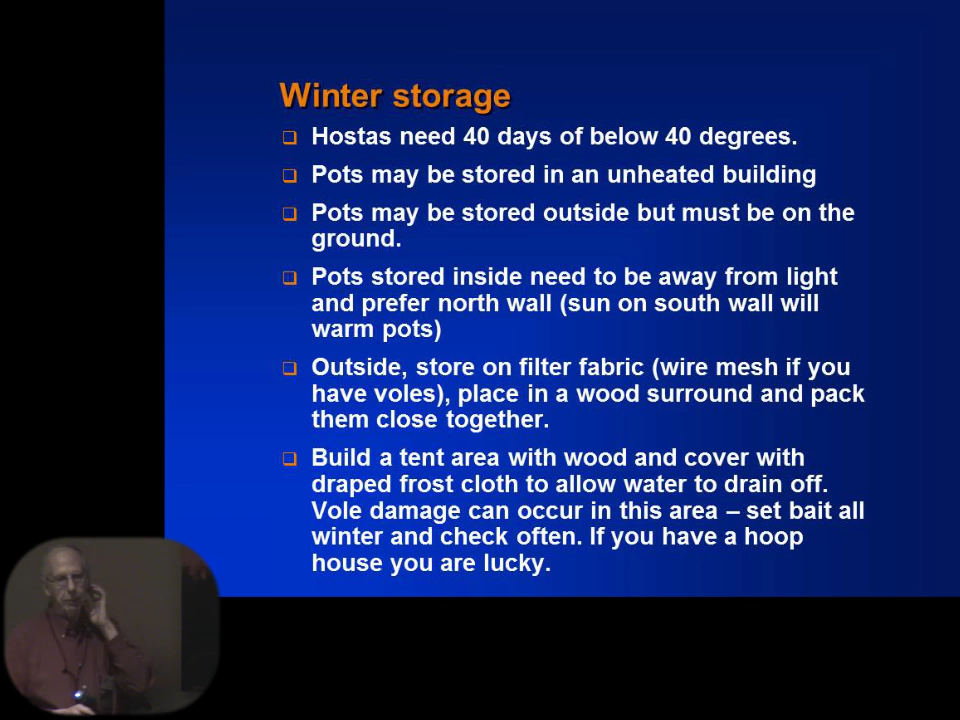 Winter storage
Hostas need 40 days of below 40 degrees.
Pots may be stored in an unheated building
Pots may be stored outside but must be on the
ground.
Pots stored inside need to be away from light
and prefer north wall (sun on south wall will
warm pots)
Outside, store on filter fabric (wire mesh if you
have voles), place in a wood surround and pack
them close together.
Build a tent area with wood and cover with
draped frost cloth to allow water to drain off.
Vole damage can occur in this area – set bait all
winter and check often. If you have a hoop
house you are lucky.